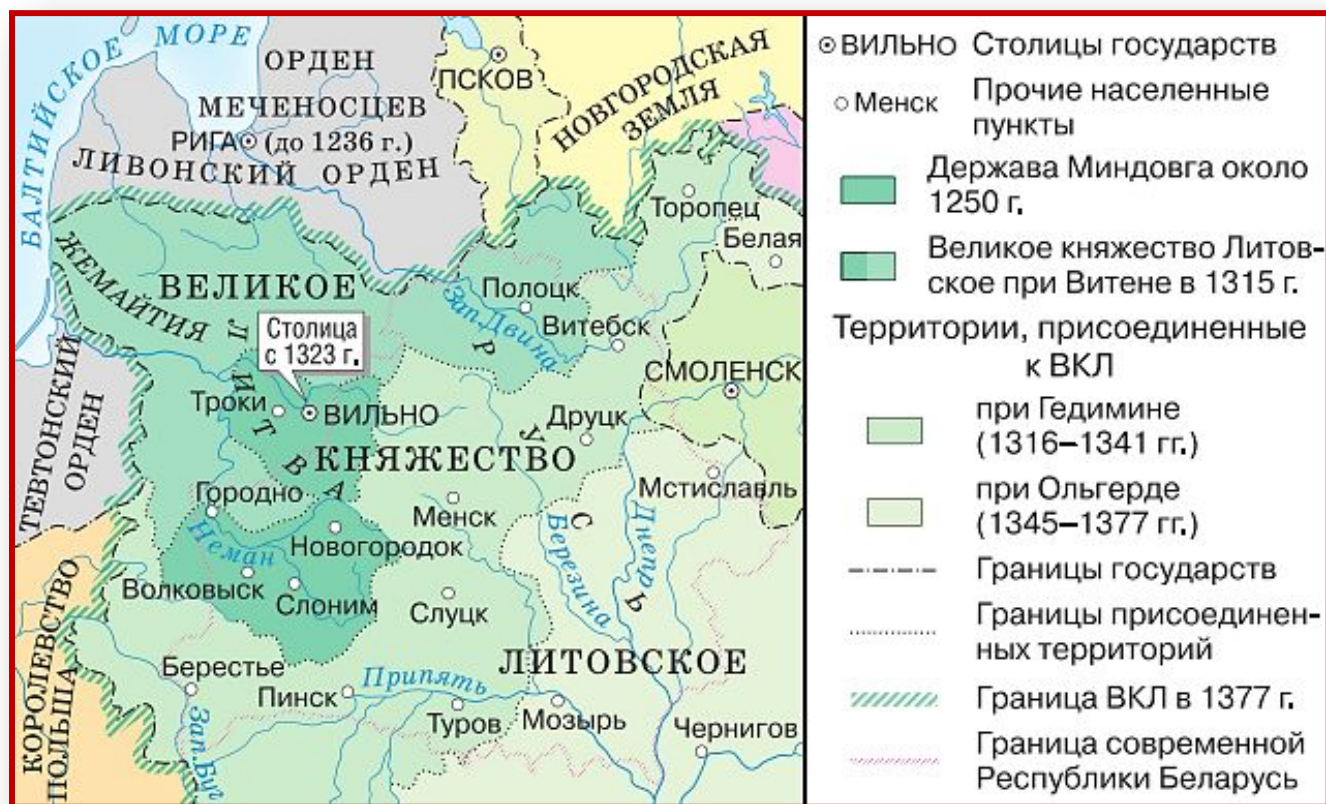 БАЛТИЙСКОЕ МОРЕ
ОРДЕН
МЕЧЕНОСЦЕВ
РИГА (до 1236 г.)
ЛИВОНСКИЙ ОРДЕН
ПСКОВ
НОВГОРОДСКАЯ
ЗЕМЛЯ
Торопец
Белая
ЖЕМАЙТИЯ
ВЕЛИКОЕ
Полоцк
Зап. Двина
Витебск
ЛИТВА
РУСЬ
Столица
с 1323 г.
СМОЛЕНСК
Троки
ВИЛЬНО
Друцк
ТЕВТОНСКИЙ
ОРДЕН
КНЯЖЕСТВО
Мстиславль
Городно
Менск
Неман
Новогородок
Березина
Днепр
Волковыск
Слоним
Слуцк
КОРОЛЕВСТВО
ПОЛЬША
Берестье
ЛИТОВСКОЕ
Пинск
Припять
Туров
Мозырь
Чернигов
Зап. Буг
ВИЛЬНО Столицы государств
Менск Прочие населенные
пункты
Держава Миндовга около
1250 г.
Великое княжество Литов-
ское при Витене в 1315 г.
Территории, присоединенные
к ВКЛ
при Гедимине
(1316–1341 гг.)
при Ольгерде
(1345–1377 гг.)
Границы государств
Границы присоединен-
ных территорий
Граница ВКЛ в 1377 г.
Граница современной
Республики Беларусь